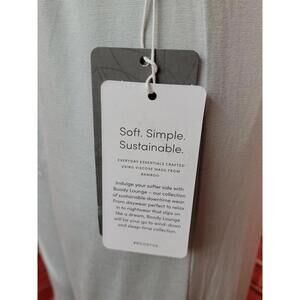 Soft. Simple.
Sustainable.
EVERYDAY ESSENTIALS CRAFTED
USING VISCOSE MADE FROM
BAMBOO
Indulge your softer side with
Boody Lounge – our collection
of sustainable downtime wear.
From daywear perfect to relax
in to nightwear that slips on
like a dream, Boody Lounge
will be your go to wind-down
and sleep-time collection.